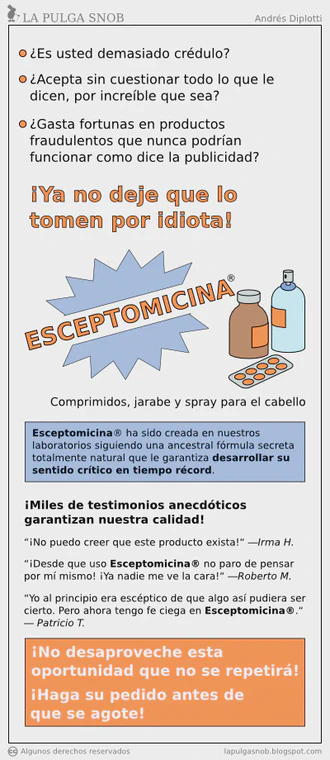 LA PULGA SNOB
Andrés Diplotti
¿Es usted demasiado crédulo?
¿Acepta sin cuestionar todo lo que le
dicen, por increíble que sea?
¿Gasta fortunas en productos
fraudulentos que nunca podrían
funcionar como dice la publicidad?
¡Ya no deje que lo
tomen por idiota!
ESCEPTOMICINA®
Comprimidos, jarabe y spray para el cabello
Esceptomicina® ha sido creada en nuestros
laboratorios siguiendo una ancestral fórmula secreta
totalmente natural que le garantiza desarrollar su
sentido crítico en tiempo récord.
¡Miles de testimonios anecdóticos
garantizan nuestra calidad!
“¡No puedo creer que este producto exista!” —Irma H.
“¡Desde que uso Esceptomicina® no paro de pensar
por mí mismo! ¡Ya nadie me ve la cara!” —Roberto M.
“Yo al principio era escéptico de que algo así pudiera ser
cierto. Pero ahora tengo fe ciega en Esceptomicina®.”
— Patricio T.
¡No desaproveche esta
oportunidad que no se repetirá!
¡Haga su pedido antes de
que se agote!
cc Algunos derechos reservados
lapulgasnob.blogspot.com